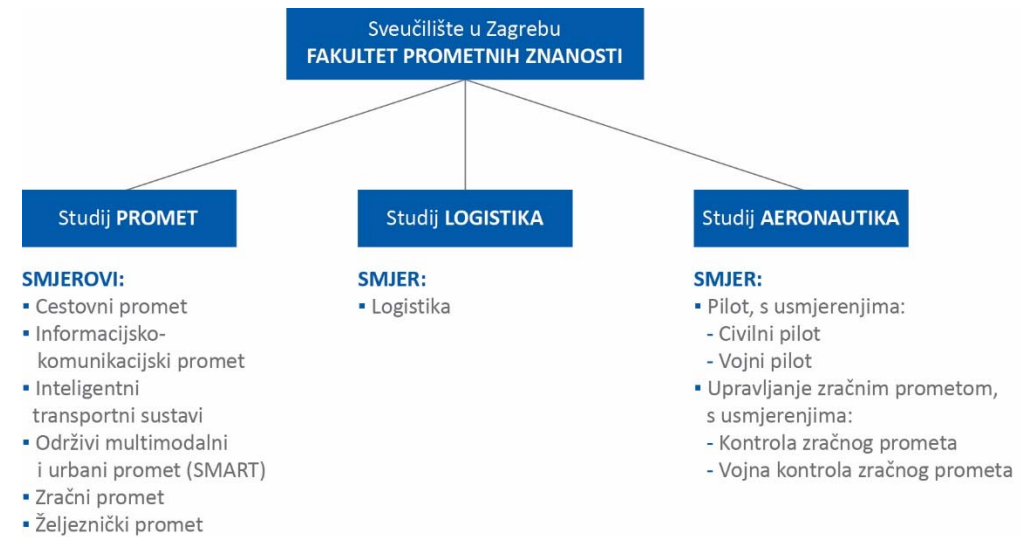 Sveučilište u Zagrebu
FAKULTET PROMETNIH ZNANOSTI
Studij PROMET
SMJEROVI:
▪ Cestovni promet
▪ Informacijsko-
komunikacijski promet
▪ Inteligentni
transportni sustavi
▪ Održivi multimodalni
i urbani promet (SMART)
▪ Zračni promet
▪ Željeznički promet
Studij LOGISTIKA
SMJER:
▪ Logistika
Studij AERONAUTIKA
SMJER:
▪ Pilot, s usmjerenjima:
- Civilni pilot
- Vojni pilot
▪ Upravljanje zračnim prometom,
s usmjerenjima:
- Kontrola zračnog prometa
- Vojna kontrola zračnog prometa